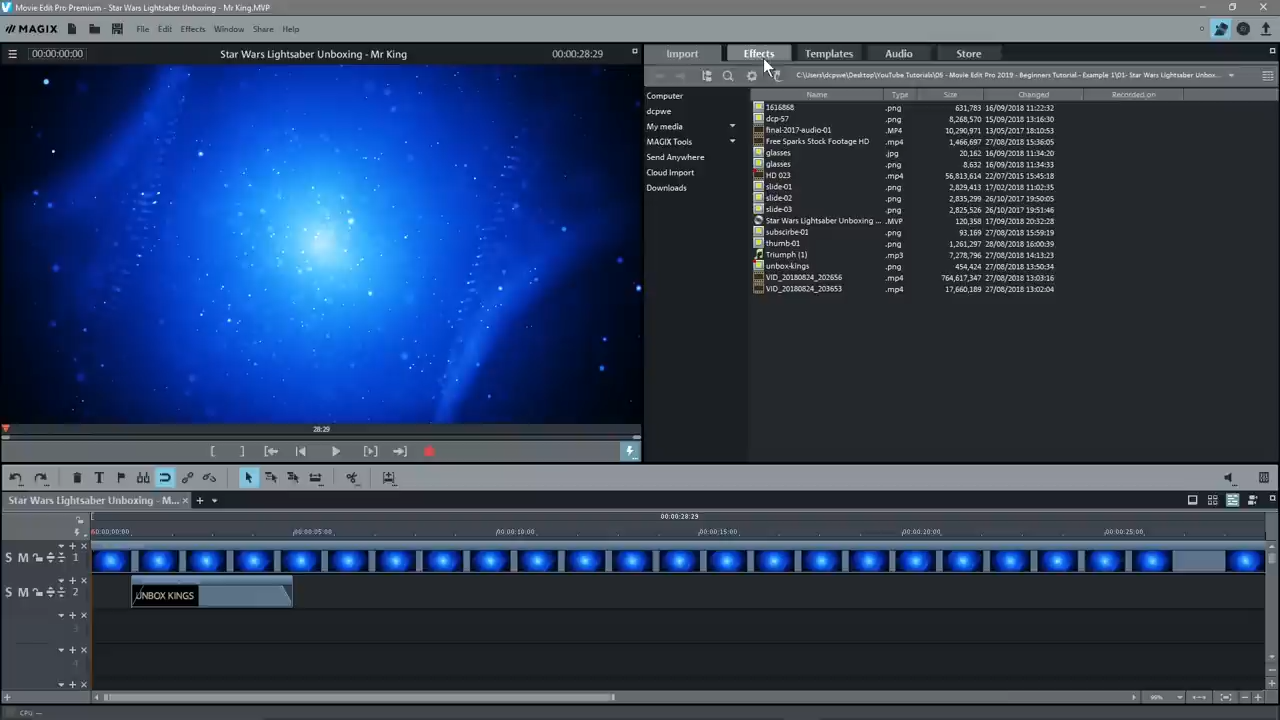 Movie Edit Pro Premium - Star Wars Lightsaber Unboxing - Mr King.MVP
MAGIX File Edit Effects Window Share Help
00:00:00:00 Star Wars Lightsaber Unboxing - Mr King 00:00:28:29
Import Effects Templates Audio Store
C:\Users\dcpwe\Desktop\YouTube Tutorials\05 - Movie Edit Pro 2019 - Beginners Tutorial - Example 1\01- Star Wars Lightsaber Unbox...
Computer
dcpwe
My media
MAGIX Tools
Send Anywhere
Cloud Import
Downloads
Name Type Size Changed Recorded on
1616868 .png 631,783 16/09/2018 11:22:32
dcp-57 .png 8,268,570 15/09/2018 13:16:30
final-2017-audio-01 .MP4 10,290,971 13/05/2017 18:10:53
Free Sparks Stock Footage HD .mp4 1,466,697 27/08/2018 15:36:05
glasses .jpg 20,162 16/09/2018 11:34:20
glasses .png 8,632 16/09/2018 11:34:33
HD 023 .mp4 56,813,614 22/07/2015 15:45:18
slide-01 .png 2,829,413 17/02/2018 11:02:35
slide-02 .png 2,835,299 26/10/2017 19:50:05
slide-03 .png 2,825,526 26/10/2017 19:51:46
Star Wars Lightsaber Unboxing ... .MVP 120,358 17/09/2018 20:32:28
subscirbe-01 .png 93,169 27/08/2018 15:59:19
thumb-01 .png 1,261,297 28/08/2018 16:00:39
Triumph (1) .mp3 7,278,796 27/08/2018 14:13:23
unbox-kings .png 454,424 27/08/2018 13:50:34
VID_20180824_202656 .mp4 764,617,347 27/08/2018 13:03:16
VID_20180824_203653 .mp4 17,660,189 27/08/2018 13:02:04
28:29
Star Wars Lightsaber Unboxing - M...
00:00:28:29
00:00:00:00 00:00:05:00 00:00:10:00 00:00:15:00 00:00:20:00 00:00:25:00
S M 1
S M 2
UNBOX KINGS
3
4
CPU: —